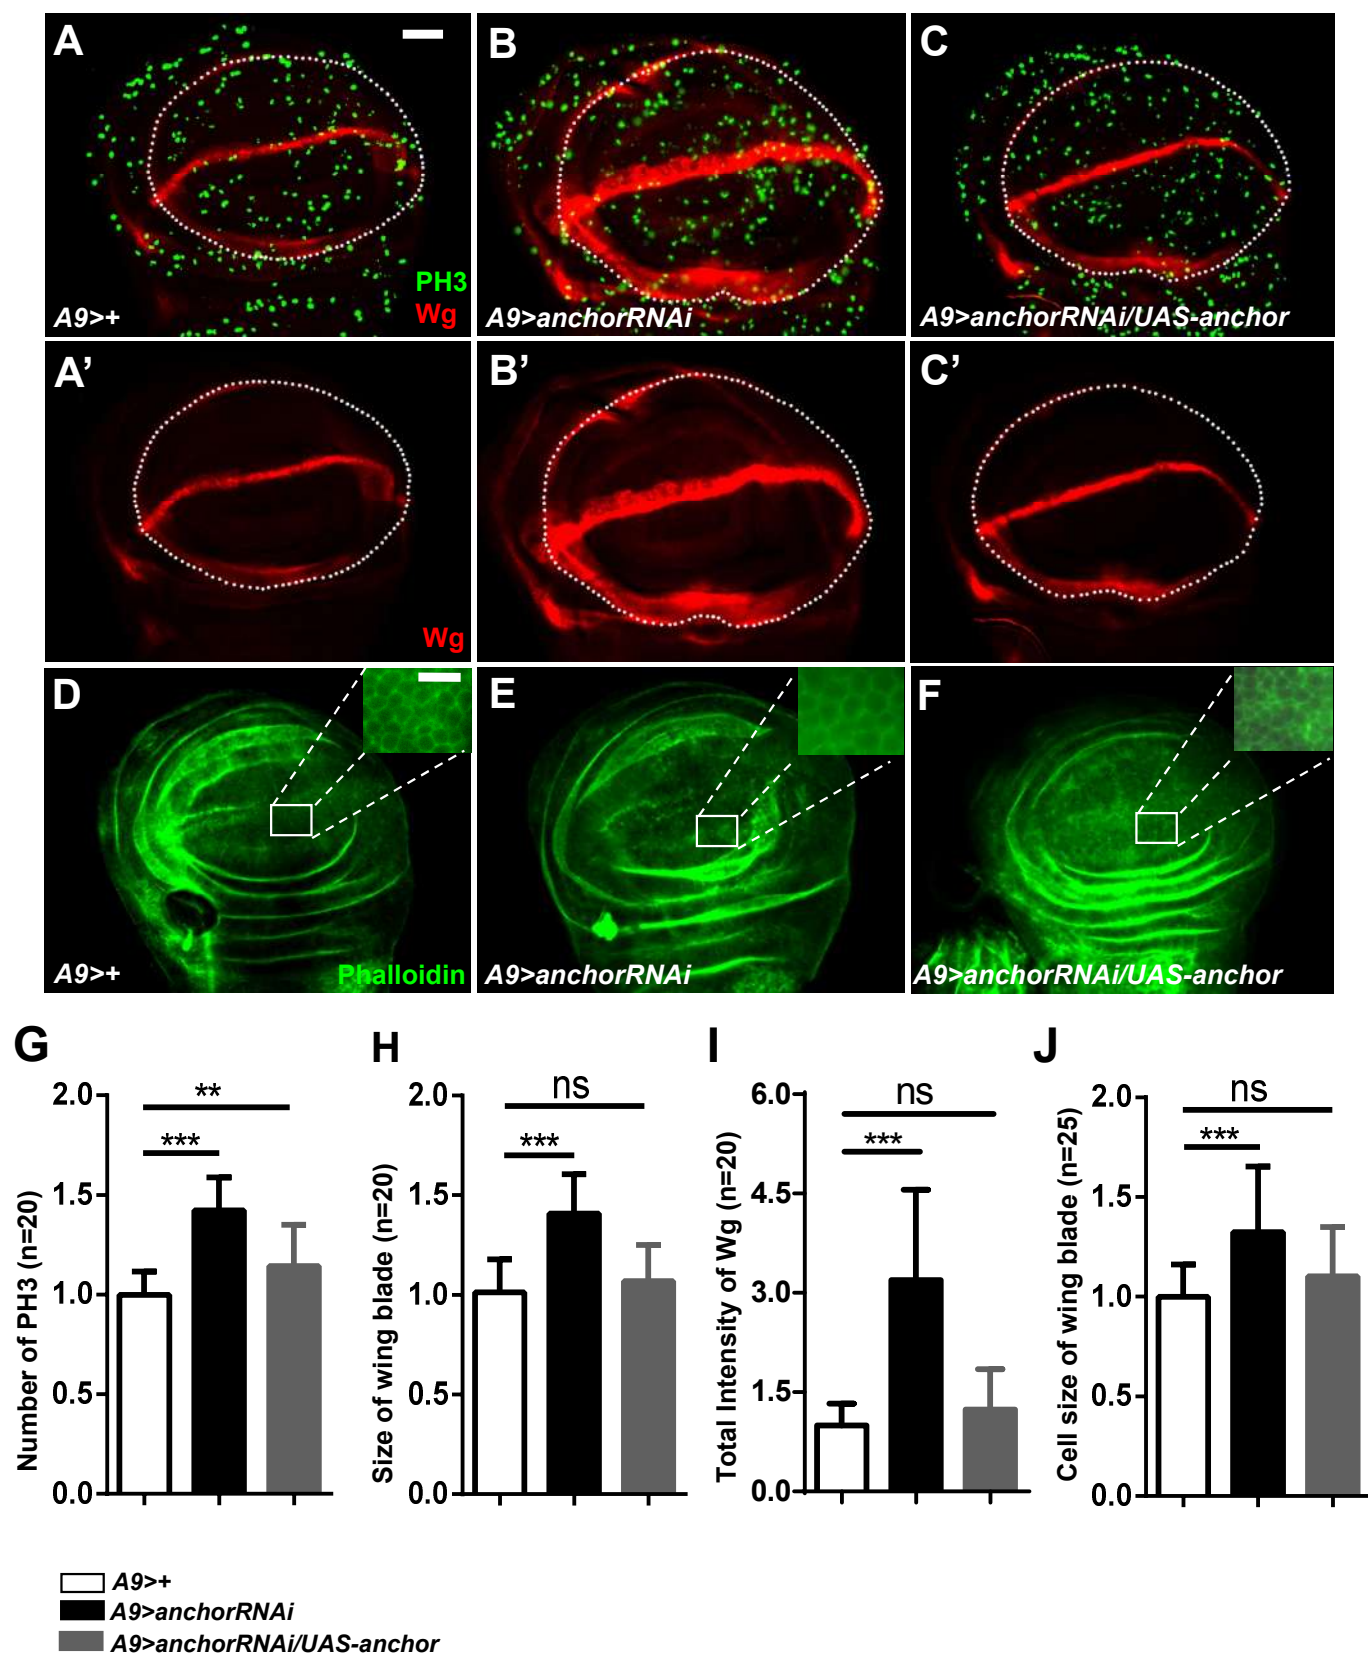 A
B
C
PH3
Wg
A9>+
A9>anchorRNAi
A9>anchorRNAi/UAS-anchor
A’
B’
C’
Wg
D
E
F
A9>+
Phalloidin
A9>anchorRNAi
A9>anchorRNAi/UAS-anchor
G
Number of PH3 (n=20)
2.0
1.5
1.0
0.5
0.0
**
***
H
Size of wing blade (n=20)
2.0
1.5
1.0
0.5
0.0
ns
***
I
Total Intensity of Wg (n=20)
6.0
4.5
3.0
1.5
0.0
ns
***
J
Cell size of wing blade (n=25)
2.0
1.5
1.0
0.5
0.0
ns
***
A9>+
A9>anchorRNAi
A9>anchorRNAi/UAS-anchor